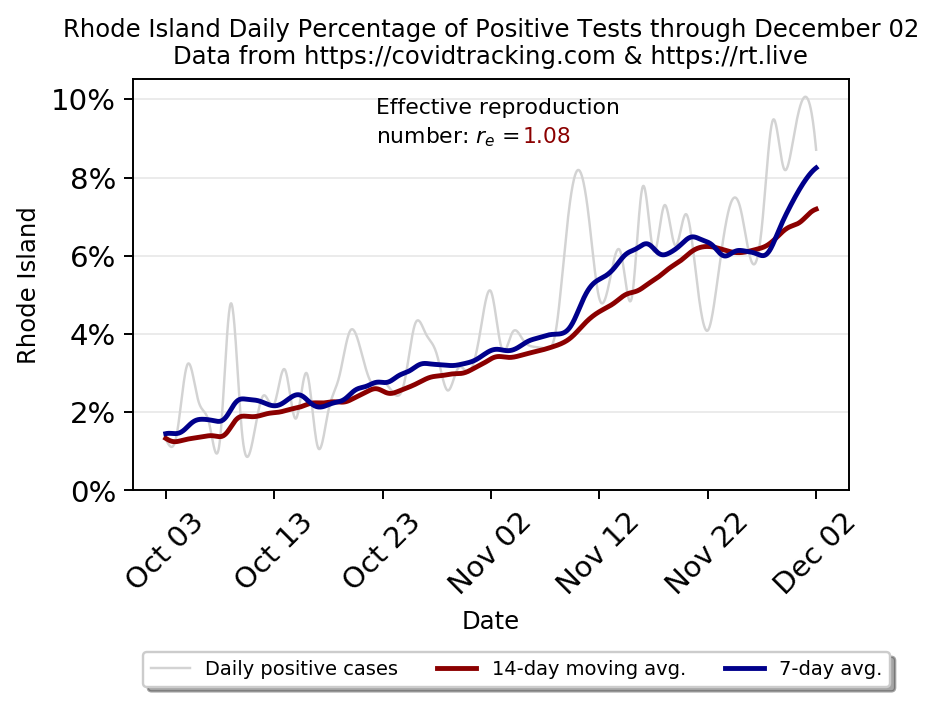 Rhode Island Daily Percentage of Positive Tests through December 02
Data from https://covidtracking.com & https://rt.live
Effective reproduction
number: rₑ =1.08
10%
8%
6%
4%
2%
0%
Rhode Island
Oct 03
Oct 13
Oct 23
Nov 02
Nov 12
Nov 22
Dec 02
Date
Daily positive cases
14-day moving avg.
7-day avg.